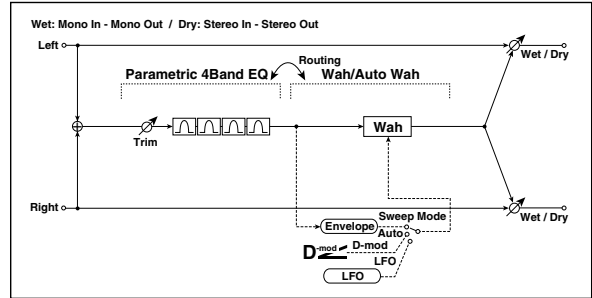 Wet: Mono In - Mono Out / Dry: Stereo In - Stereo Out
Left
Wet / Dry
Routing
Parametric 4Band EQ
Wah/Auto Wah
Trim
Wah
Right
Wet / Dry
Envelope
Sweep Mode
Auto
D-mod
D-mod
LFO
LFO